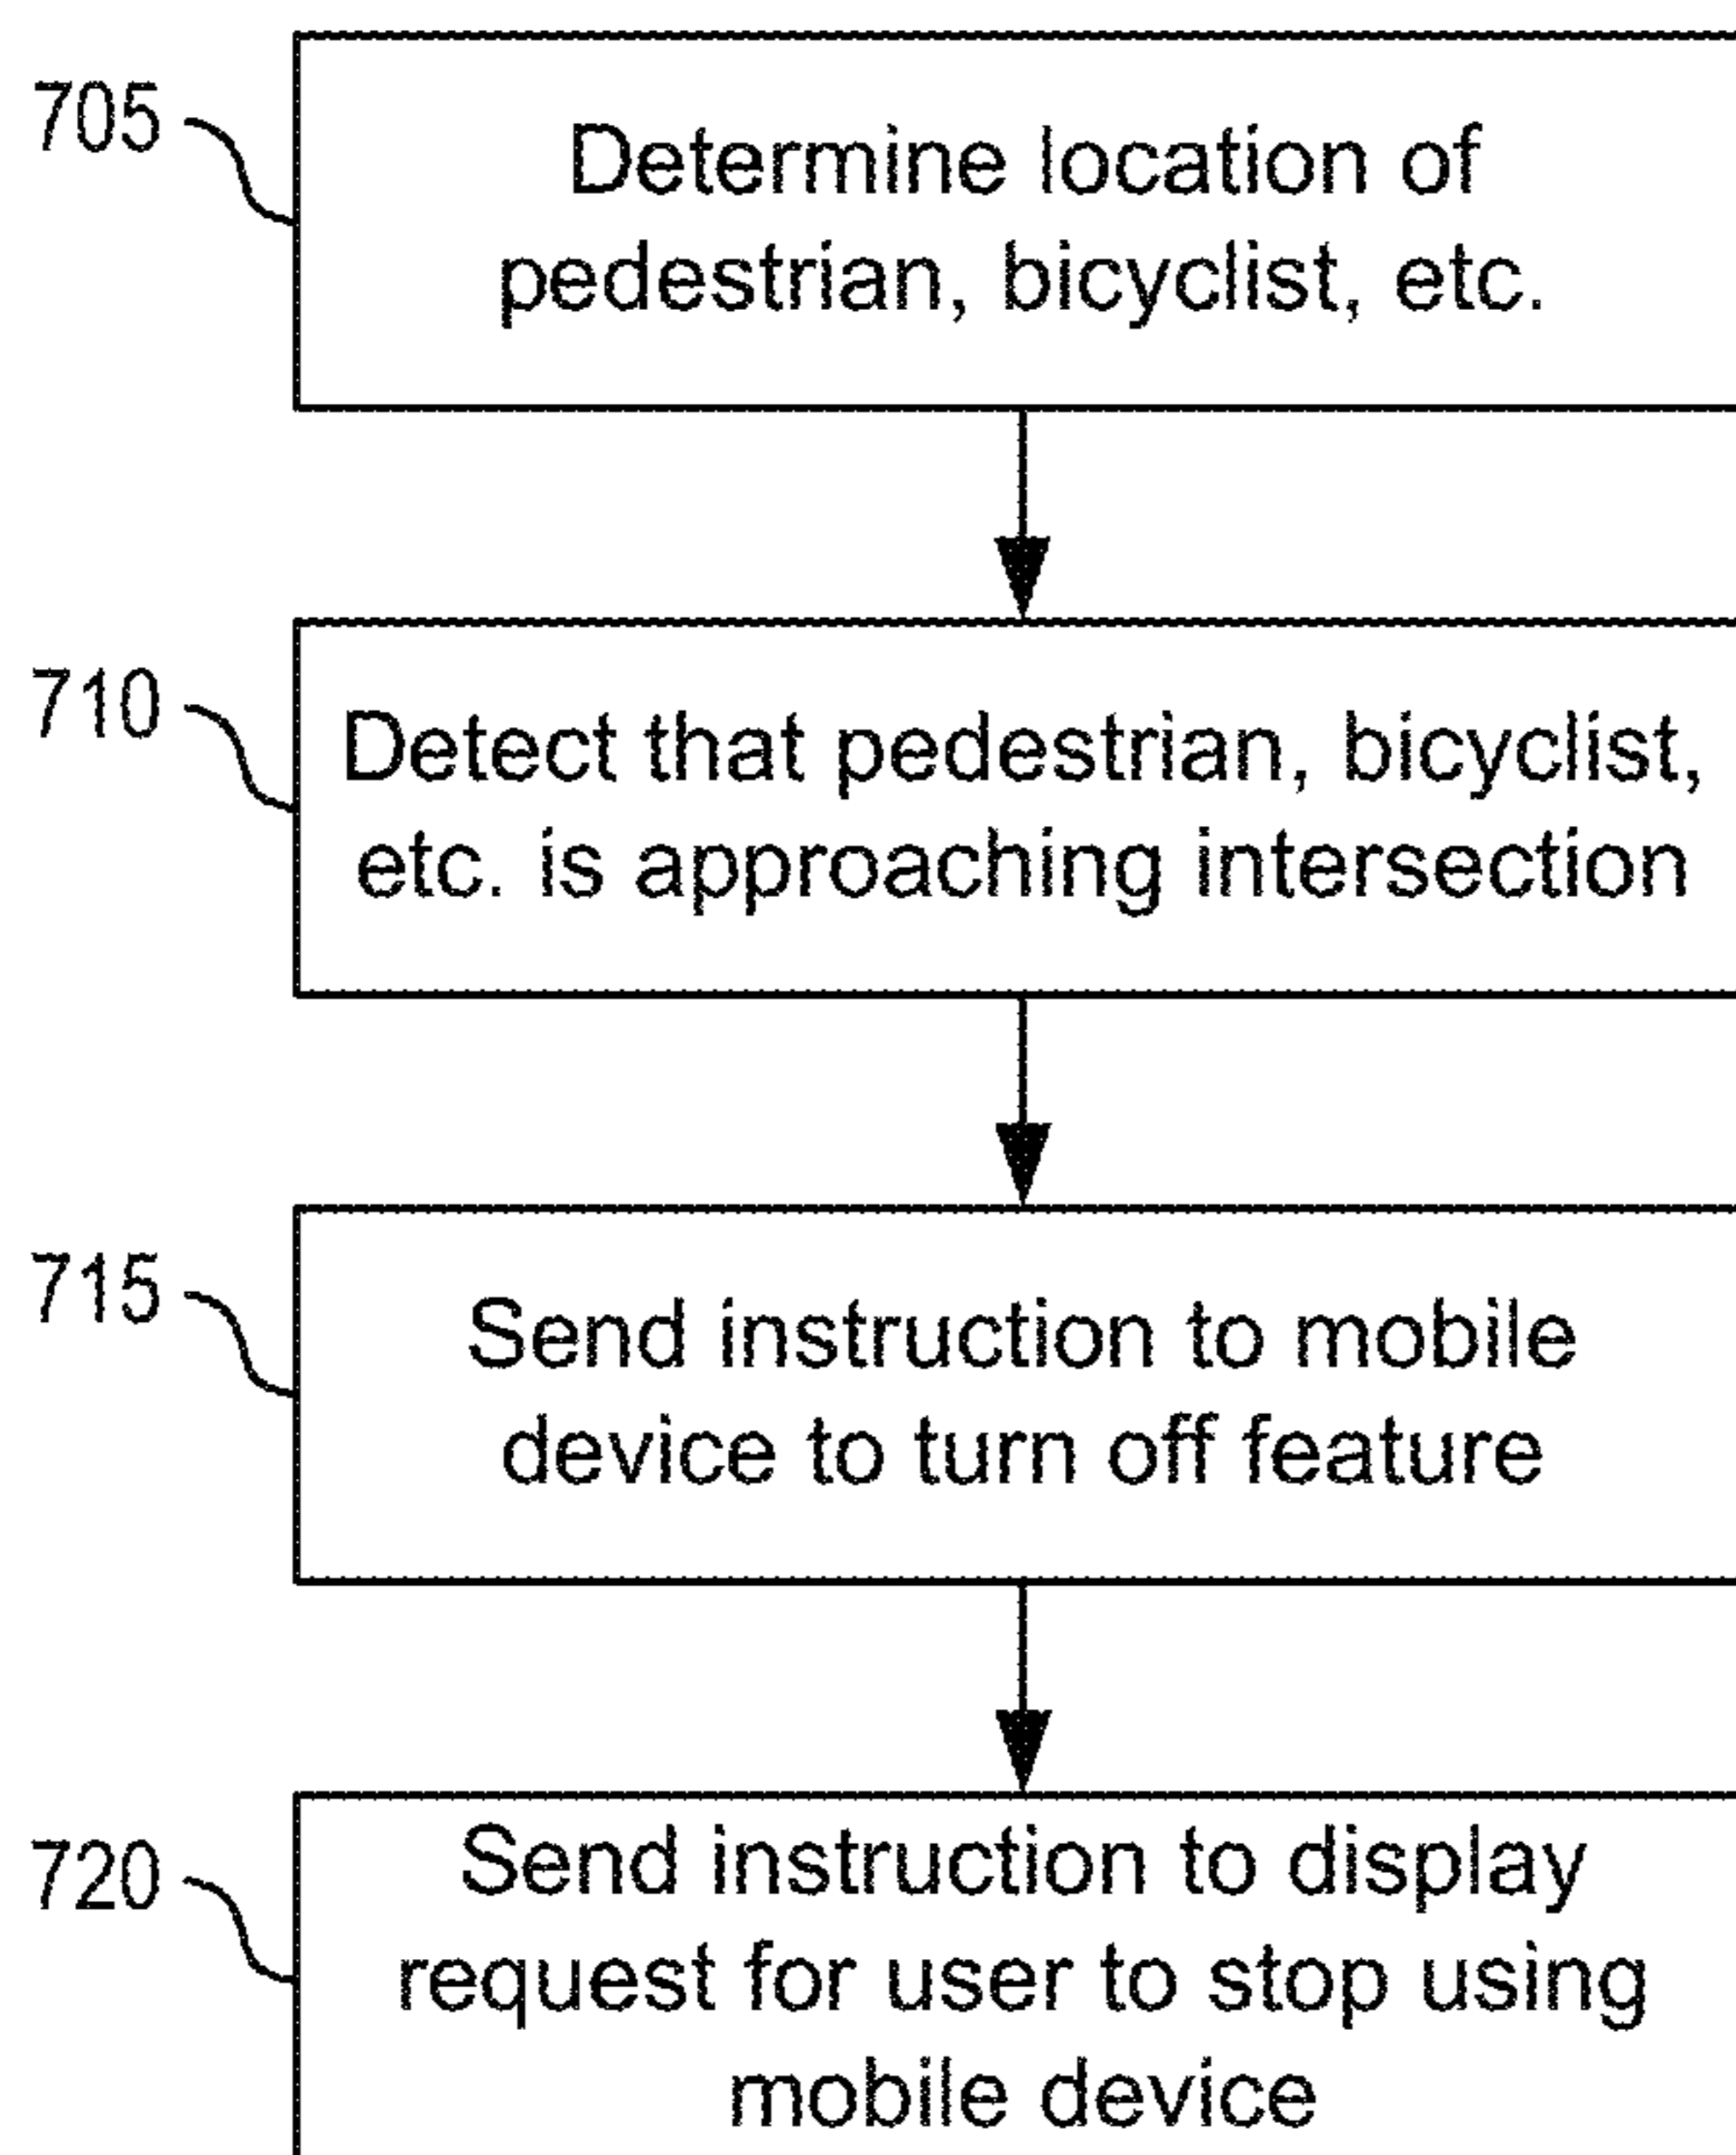 705
Determine location of
pedestrian, bicyclist, etc.
710
Detect that pedestrian, bicyclist,
etc. is approaching intersection
715
Send instruction to mobile
device to turn off feature
720
Send instruction to display
request for user to stop using
mobile device